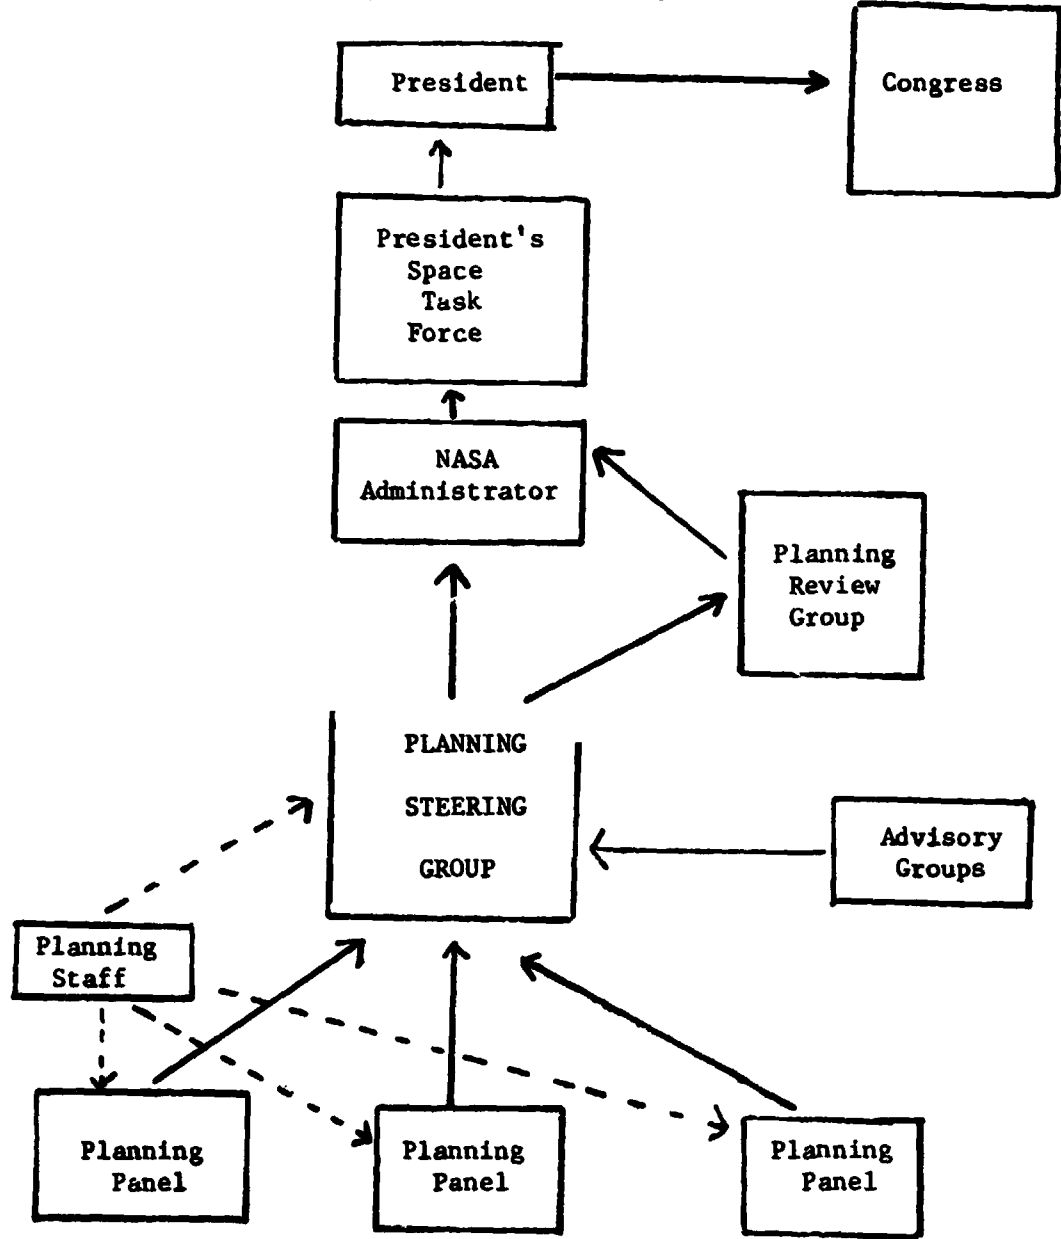 President
Congress
President's
Space
Task
Force
NASA
Administrator
Planning
Review
Group
PLANNING
STEERING
GROUP
Advisory
Groups
Planning
Staff
Planning
Panel
Planning
Panel
Planning
Panel